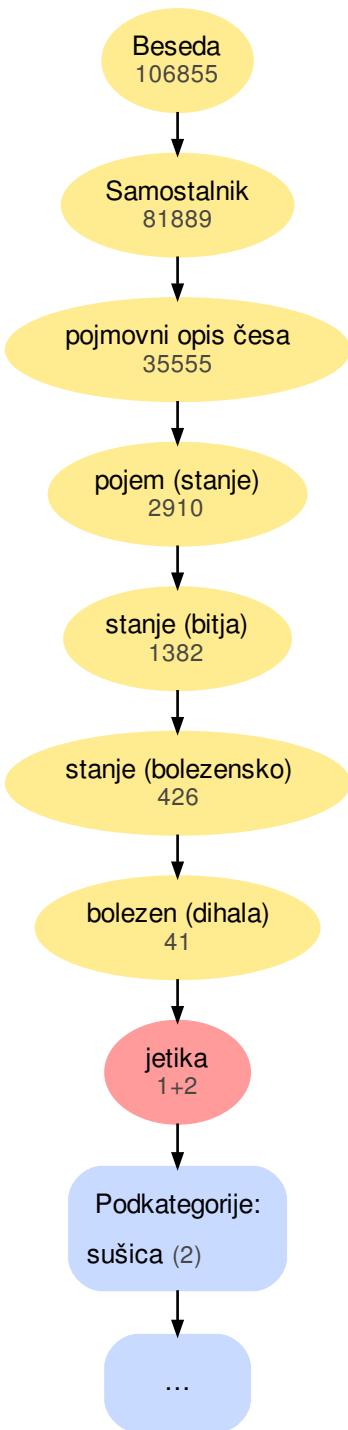 Beseda
106855
Samostalnik
81889
pojmovni opis česa
35555
pojem (stanje)
2910
stanje (bitja)
1382
stanje (bolezensko)
426
bolezen (dihala)
41
jetika
1+2
Podkategorije:
sušica (2)
...